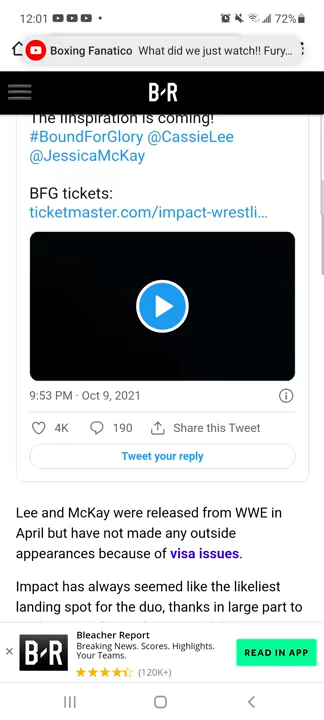 12:01
72%
Boxing Fanatico What did we just watch!! Fury...
B/R
The IInspiration is coming!
#BoundForGlory @CassieLee
@JessicaMcKay
BFG tickets:
ticketmaster.com/impact-wrestli...
9:53 PM · Oct 9, 2021
4K 190 Share this Tweet
Tweet your reply
Lee and McKay were released from WWE in
April but have not made any outside
appearances because of visa issues.
Impact has always seemed like the likeliest
landing spot for the duo, thanks in large part to
B/R
Bleacher Report
Breaking News. Scores. Highlights.
Your Teams.
(120K+)
READ IN APP